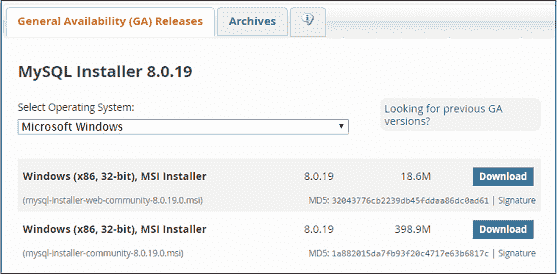 General Availability (GA) Releases
Archives
MySQL Installer 8.0.19
Select Operating System:
Looking for previous GA versions?
Microsoft Windows
Windows (x86, 32-bit), MSI Installer 8.0.19 18.6M Download
(mysql-installer-web-community-8.0.19.0.msi) MD5: 32043776cb2239db45fddaa86dc0ad61 | Signature
Windows (x86, 32-bit), MSI Installer 8.0.19 398.9M Download
(mysql-installer-community-8.0.19.0.msi) MD5: 1a882015da7fb93f20c4717e63b6817c | Signature